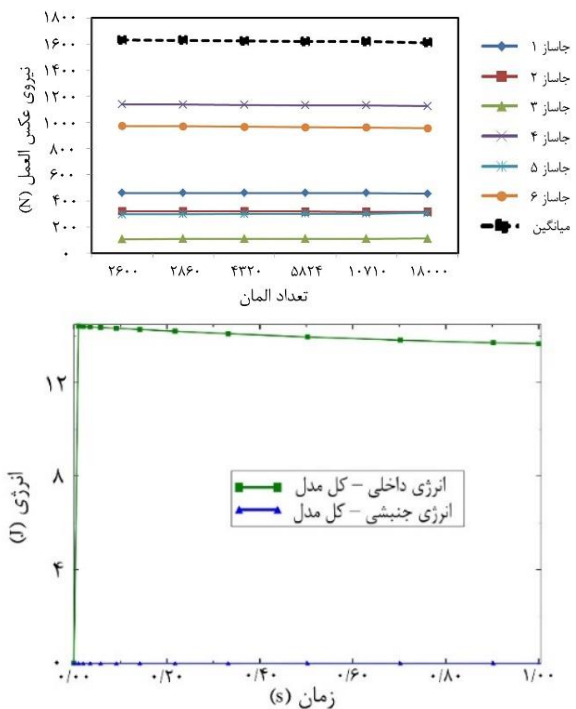 ۱۸۰۰
۱۶۰۰
۱۴۰۰
۱۲۰۰
۱۰۰۰
۸۰۰
۶۰۰
۴۰۰
۲۰۰
۰
نیروی عکس العمل (N)
۲۶۰۰ ۲۸۶۰ ۴۳۲۰ ۵۸۲۴ ۱۰۷۱۰ ۱۸۰۰۰
تعداد المان
جاساز ۱
جاساز ۲
جاساز ۳
جاساز ۴
جاساز ۵
جاساز ۶
میانگین
۱۲
۸
۴
۰
انرژی (J)
انرژی داخلی – کل مدل
انرژی جنبشی – کل مدل
۰/۰۰ ۰/۲۰ ۰/۴۰ ۰/۶۰ ۰/۸۰ ۱/۰۰
زمان (s)